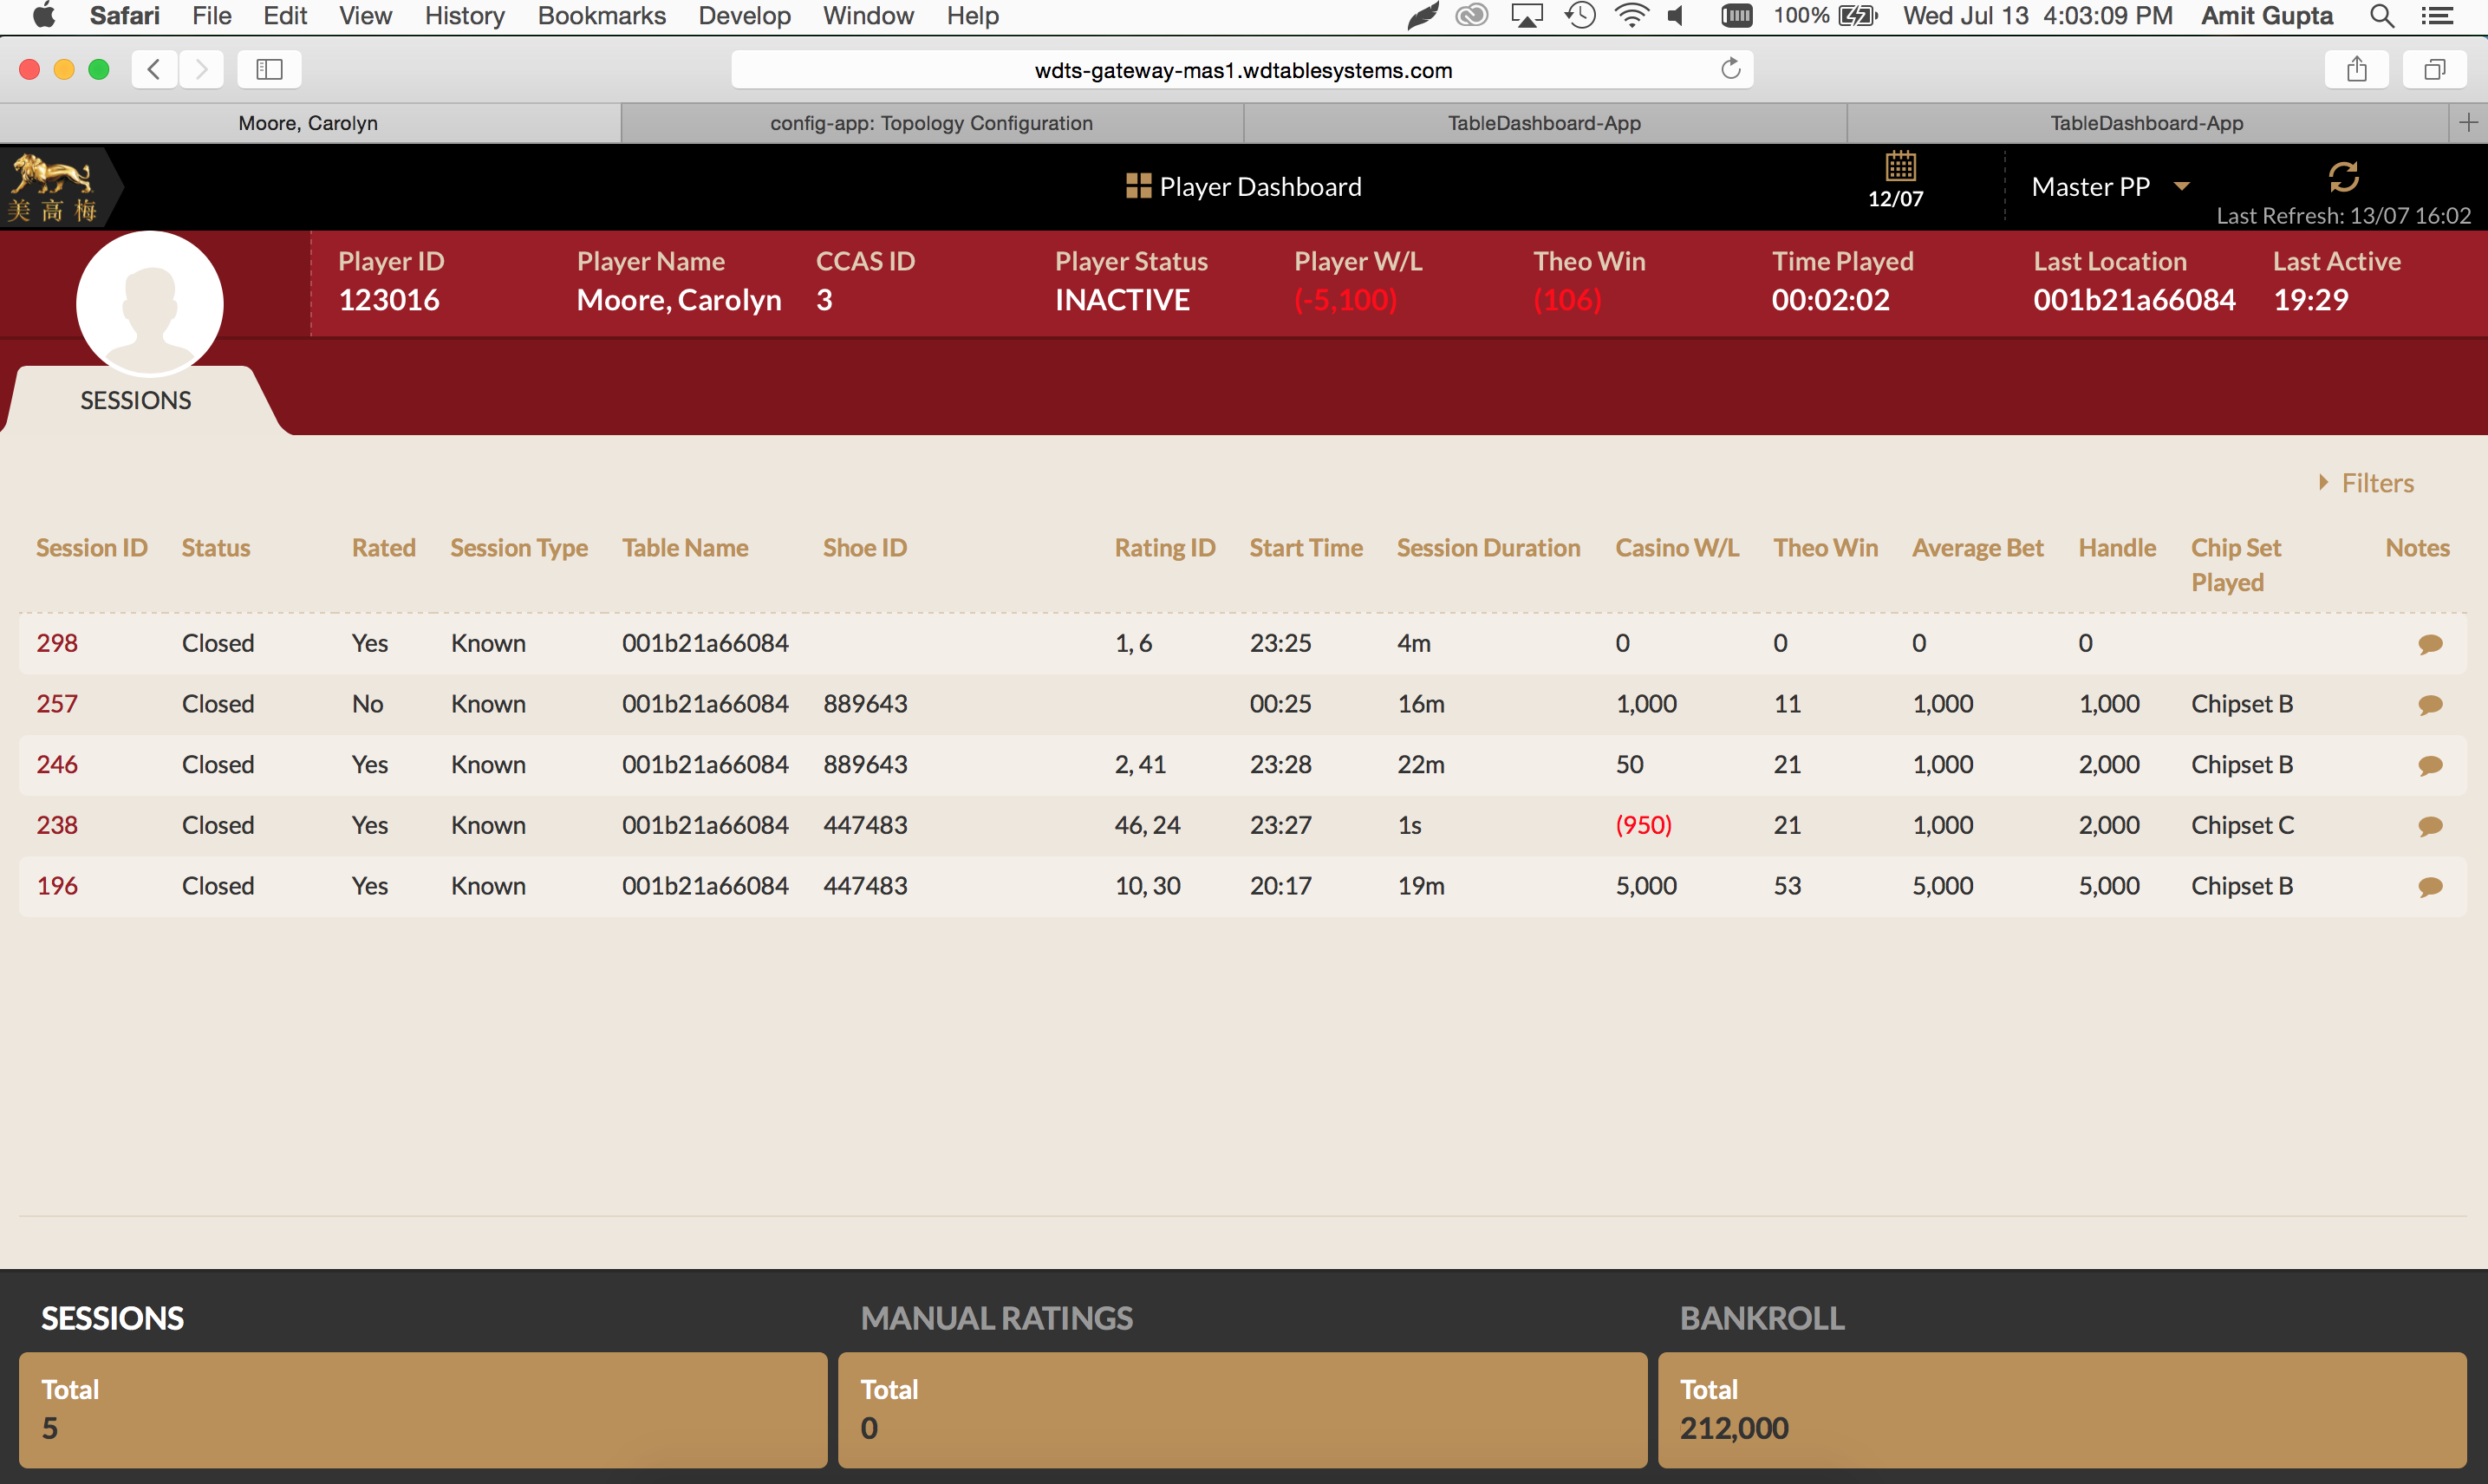 Safari File Edit View History Bookmarks Develop Window Help 100% Wed Jul 13 4:03:09 PM Amit Gupta
wdts-gateway-mas1.wdtablesystems.com
Moore, Carolyn config-app: Topology Configuration TableDashboard-App TableDashboard-App
美高梅
Player Dashboard
12/07
Master PP
Last Refresh: 13/07 16:02
Player ID Player Name CCAS ID Player Status Player W/L Theo Win Time Played Last Location Last Active
123016 Moore, Carolyn 3 INACTIVE (-5,100) (106) 00:02:02 001b21a66084 19:29
SESSIONS
Filters
Session ID Status Rated Session Type Table Name Shoe ID Rating ID Start Time Session Duration Casino W/L Theo Win Average Bet Handle Chip Set Notes
Played
298 Closed Yes Known 001b21a66084 1, 6 23:25 4m 0 0 0 0
257 Closed No Known 001b21a66084 889643 00:25 16m 1,000 11 1,000 1,000 Chipset B
246 Closed Yes Known 001b21a66084 889643 2, 41 23:28 22m 50 21 1,000 2,000 Chipset B
238 Closed Yes Known 001b21a66084 447483 46, 24 23:27 1s (950) 21 1,000 2,000 Chipset C
196 Closed Yes Known 001b21a66084 447483 10, 30 20:17 19m 5,000 53 5,000 5,000 Chipset B
SESSIONS MANUAL RATINGS BANKROLL
Total Total Total
5 0 212,000